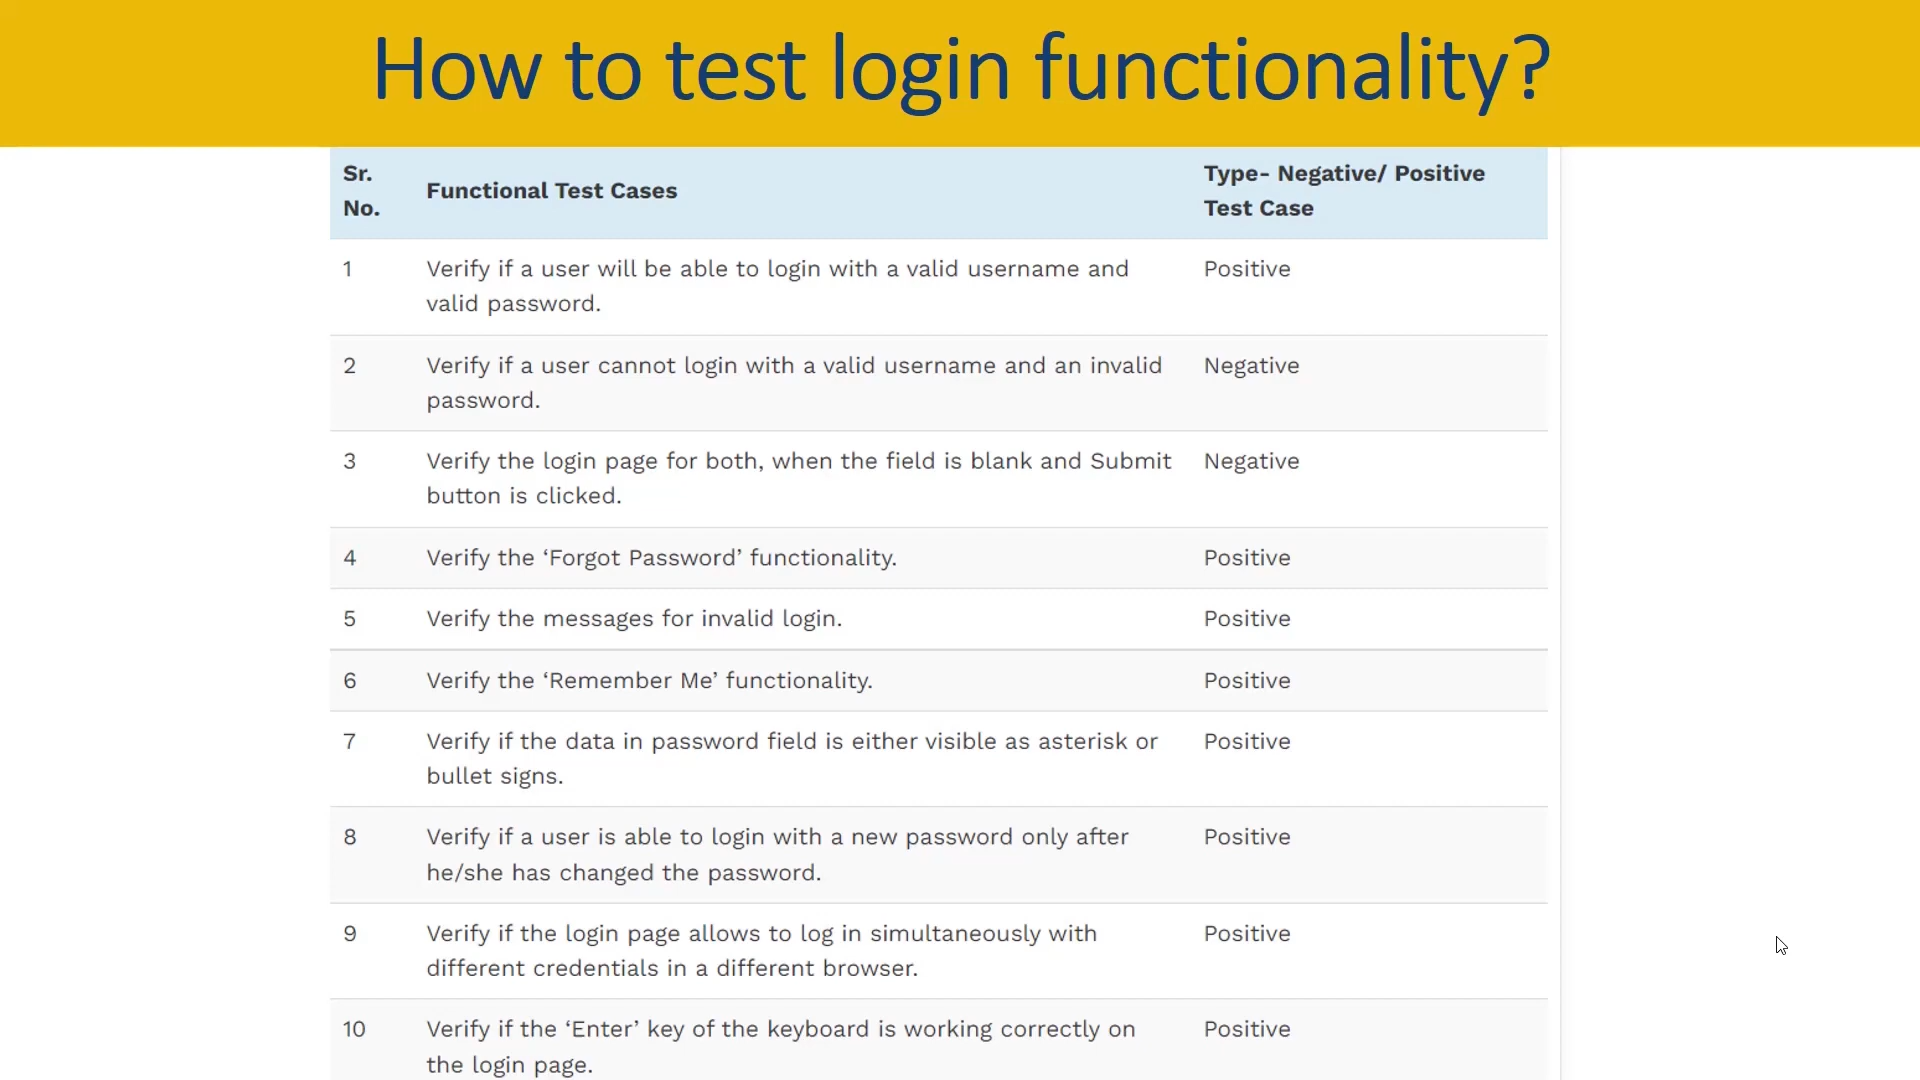 How to test login functionality?
Sr.
No.
Functional Test Cases
Type- Negative/ Positive
Test Case
1
Verify if a user will be able to login with a valid username and
valid password.
Positive
2
Verify if a user cannot login with a valid username and an invalid
password.
Negative
3
Verify the login page for both, when the field is blank and Submit
button is clicked.
Negative
4
Verify the ‘Forgot Password’ functionality.
Positive
5
Verify the messages for invalid login.
Positive
6
Verify the ‘Remember Me’ functionality.
Positive
7
Verify if the data in password field is either visible as asterisk or
bullet signs.
Positive
8
Verify if a user is able to login with a new password only after
he/she has changed the password.
Positive
9
Verify if the login page allows to log in simultaneously with
different credentials in a different browser.
Positive
10
Verify if the ‘Enter’ key of the keyboard is working correctly on
the login page.
Positive